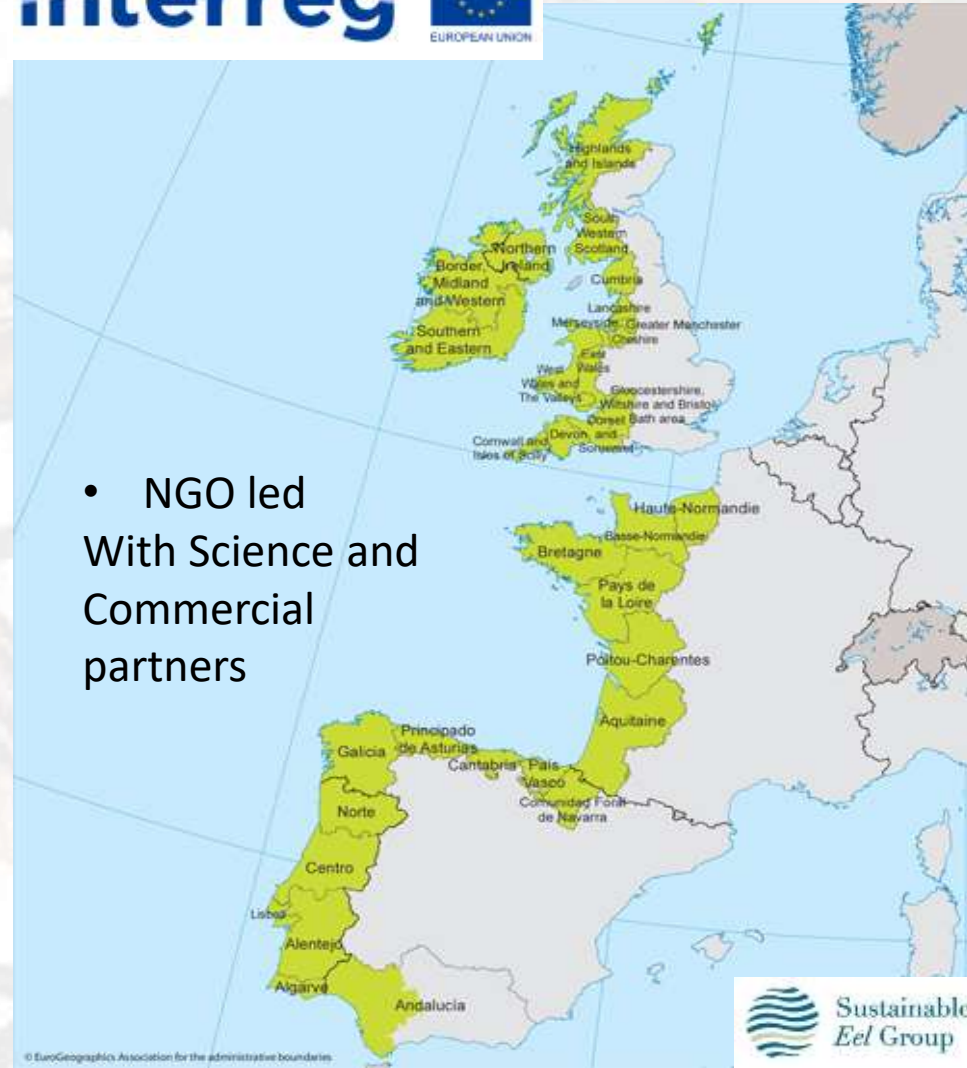 Interreg
EUROPEAN UNION
Highlands
and Islands
South
Western
Scotland
Northern
Ireland
Border,
Midland
and Western
Cumbria
Lancashire
Merseyside
Greater Manchester
Cheshire
Southern
and Eastern
East
Wales
West
Wales and
The Valleys
Gloucestershire,
Wiltshire and Bristol/
Bath area
Dorset
Devon and
Somerset
Cornwall and
Isles of Scilly
• NGO led
With Science and
Commercial
partners
Haute-Normandie
Basse-Normandie
Bretagne
Pays de
la Loire
Poitou-Charentes
Aquitaine
Principado
de Asturias
Galicia
Cantabria
País
Vasco
Comunidad Foral
de Navarra
Norte
Centro
Lisboa
Alentejo
Algarve
Andalucia
Sustainable
Eel Group
© EuroGeographics Association for the administrative boundaries